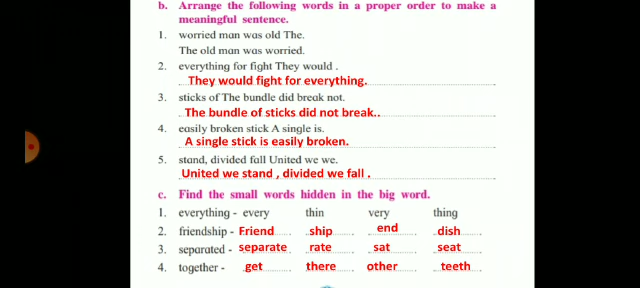 b. Arrange the following words in a proper order to make a
meaningful sentence.
1. worried man was old The.
The old man was worried.
2. everything for fight They would .
They would fight for everything.
3. sticks of The bundle did break not.
The bundle of sticks did not break..
4. easily broken stick A single is.
A single stick is easily broken.
5. stand, divided fall United we we.
United we stand , divided we fall .
c. Find the small words hidden in the big word.
1. everything - every thin very thing
2. friendship - Friend ship end dish
3. separated - separate rate sat seat
4. together - get there other teeth